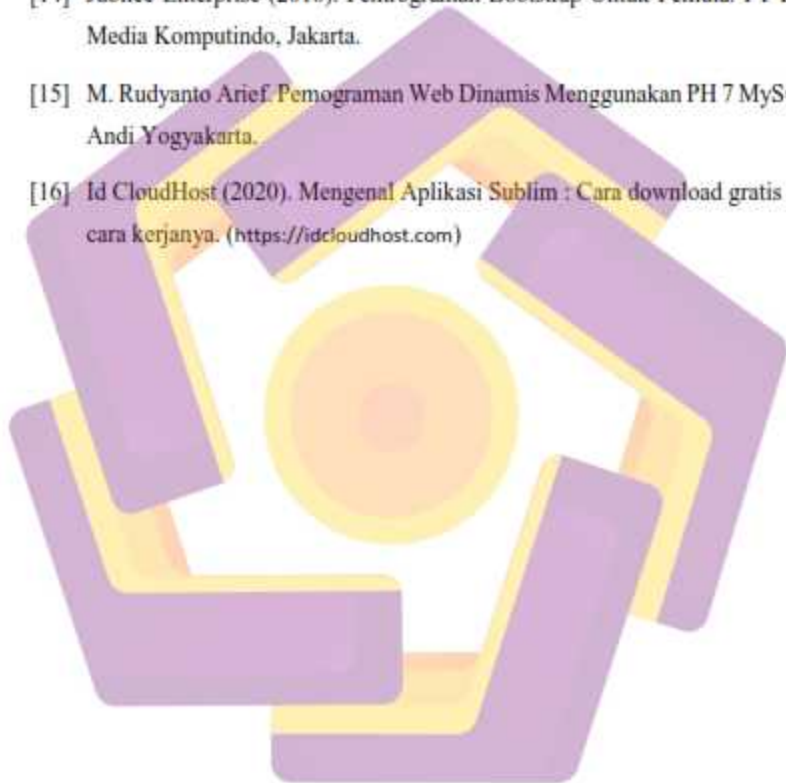 Media Komputindo, Jakarta.
[15] M. Rudyanto Arief. Pemograman Web Dinamis Menggunakan PH 7 MyS
Andi Yogyakarta.
[16] Id CloudHost (2020). Mengenal Aplikasi Sublim : Cara download gratis
cara kerjanya. (https://idcloudhost.com)